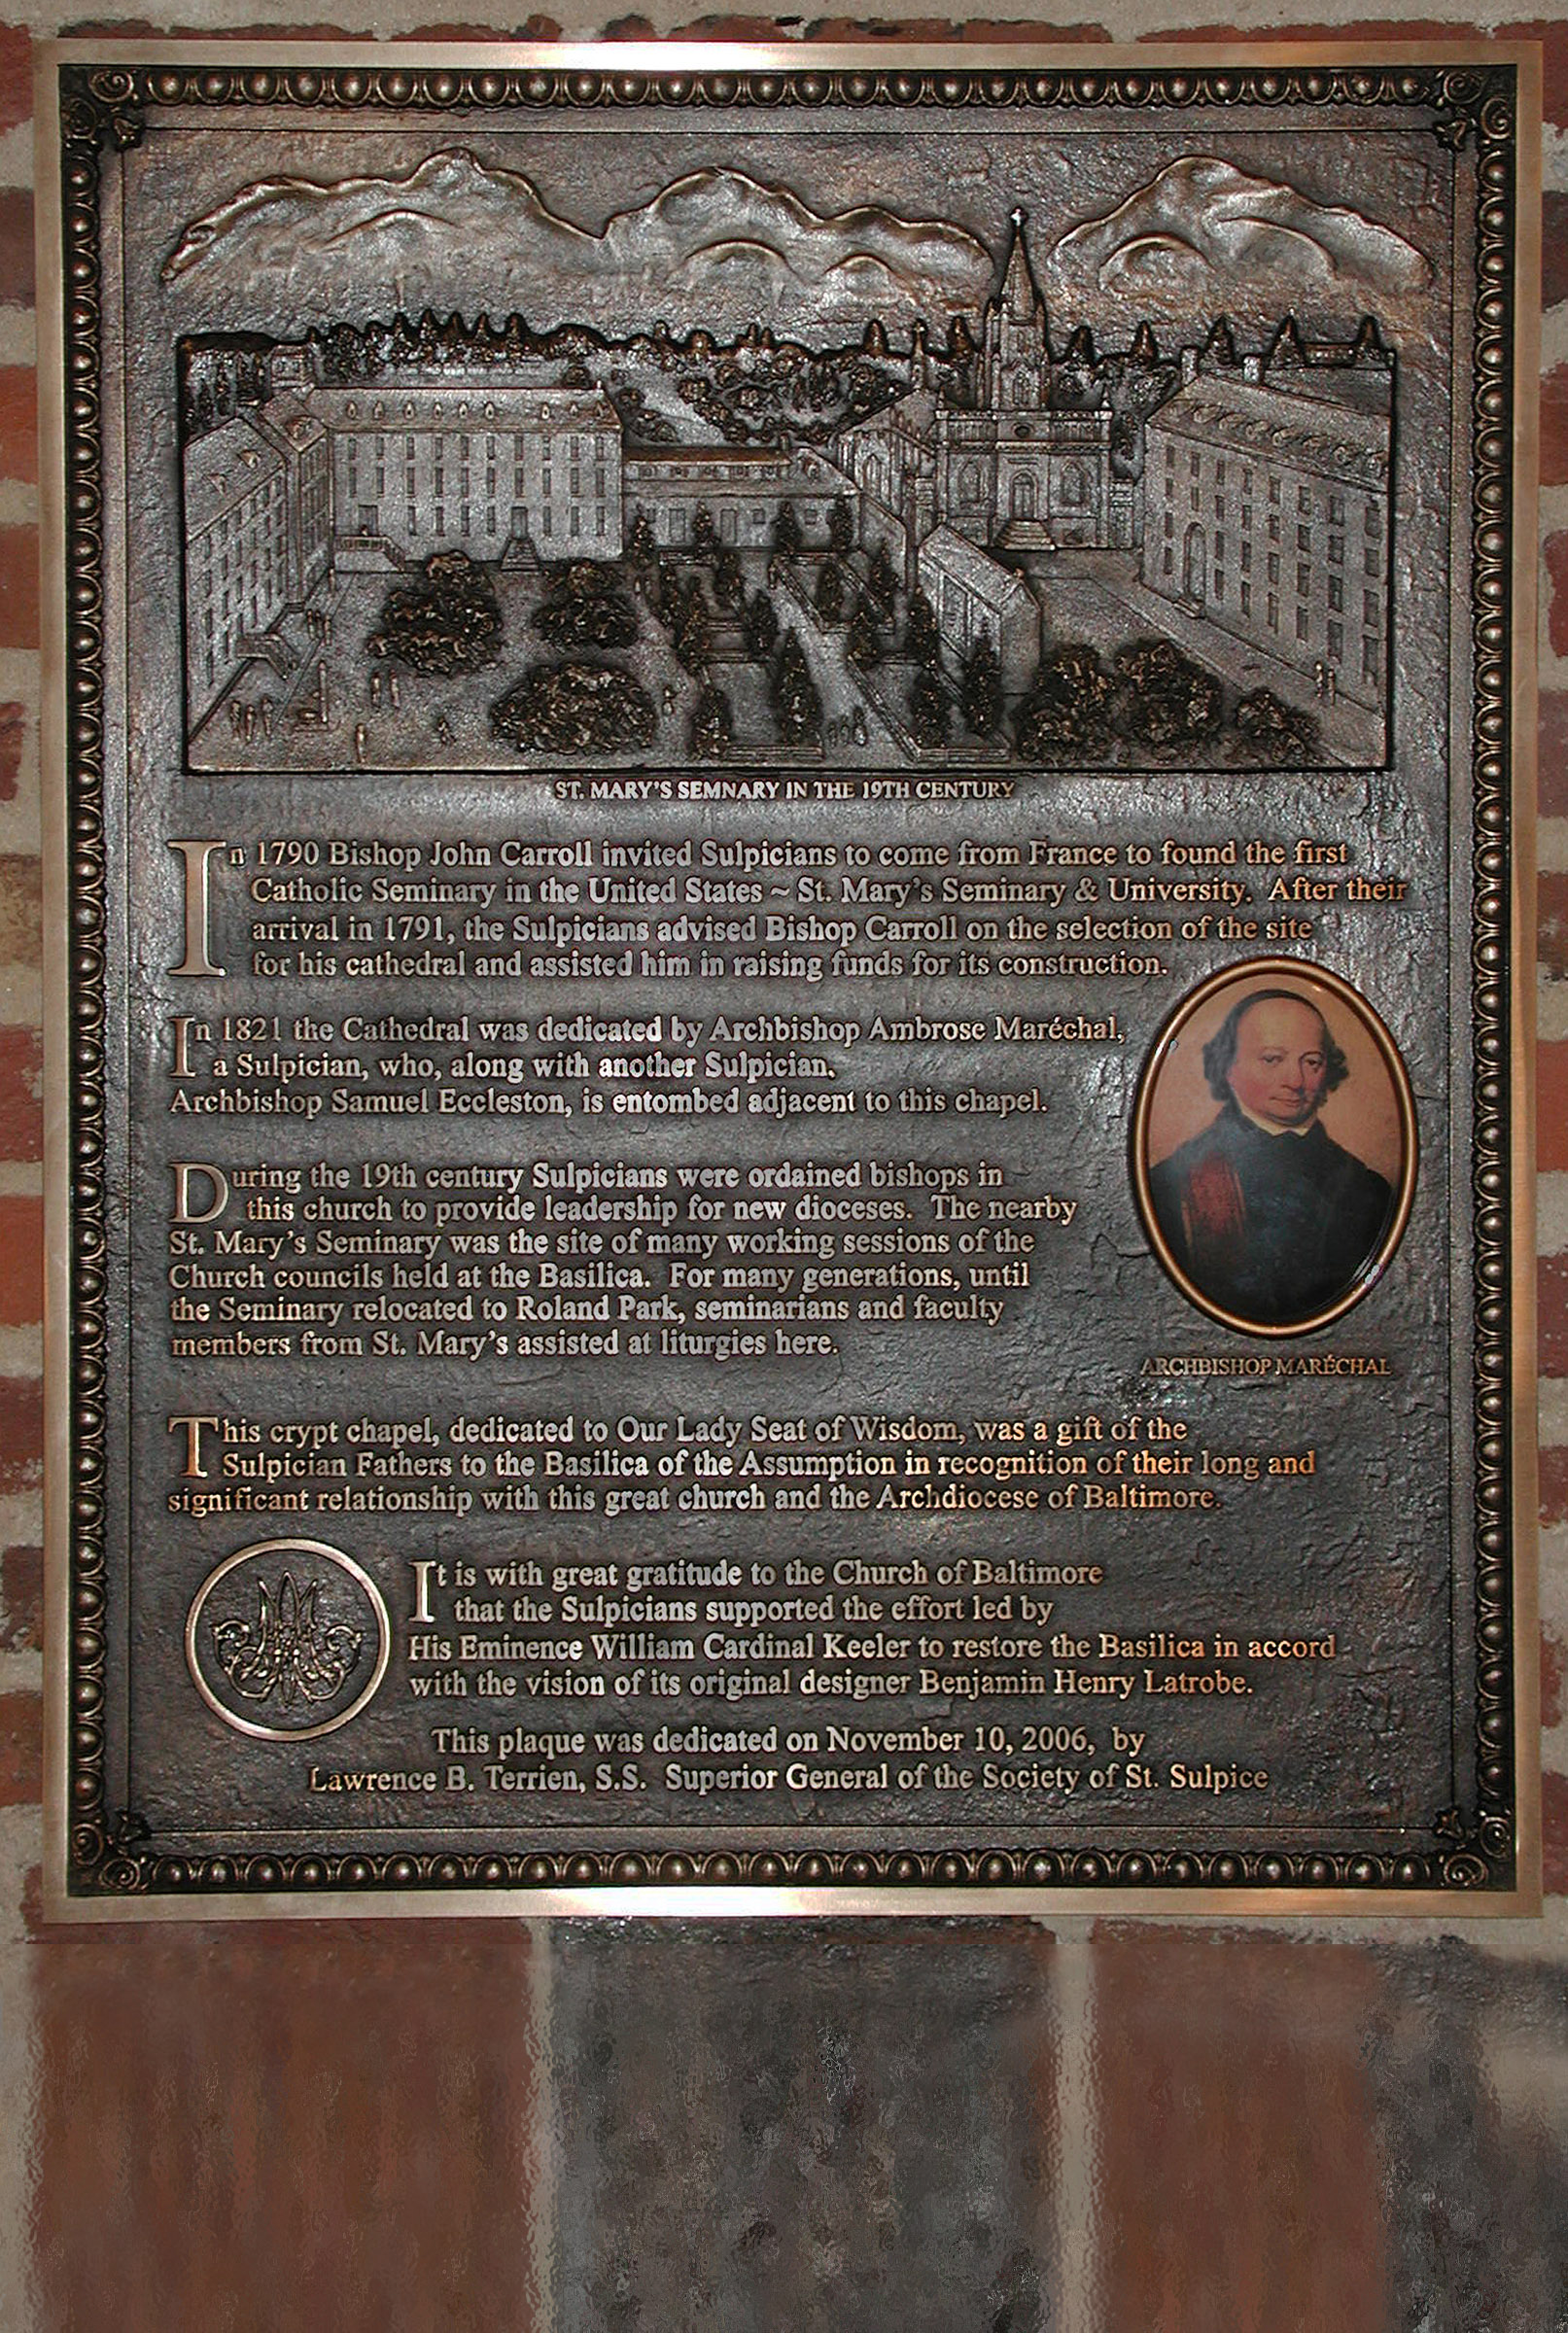 ST. MARY'S SEMNARY IN THE 19TH CENTURY
In 1790 Bishop John Carroll invited Sulpicians to come from France to found the first
Catholic Seminary in the United States ~ St. Mary's Seminary & University. After their
arrival in 1791, the Sulpicians advised Bishop Carroll on the selection of the site
for his cathedral and assisted him in raising funds for its construction.
In 1821 the Cathedral was dedicated by Archbishop Ambrose Maréchal,
a Sulpician, who, along with another Sulpician,
Archbishop Samuel Eccleston, is entombed adjacent to this chapel.
During the 19th century Sulpicians were ordained bishops in
this church to provide leadership for new dioceses. The nearby
St. Mary's Seminary was the site of many working sessions of the
Church councils held at the Basilica. For many generations, until
the Seminary relocated to Roland Park, seminarians and faculty
members from St. Mary's assisted at liturgies here.
ARCHBISHOP MARÉCHAL
This crypt chapel, dedicated to Our Lady Seat of Wisdom, was a gift of the
Sulpician Fathers to the Basilica of the Assumption in recognition of their long and
significant relationship with this great church and the Archdiocese of Baltimore.
It is with great gratitude to the Church of Baltimore
that the Sulpicians supported the effort led by
His Eminence William Cardinal Keeler to restore the Basilica in accord
with the vision of its original designer Benjamin Henry Latrobe.
This plaque was dedicated on November 10, 2006, by
Lawrence B. Terrien, S.S. Superior General of the Society of St. Sulpice